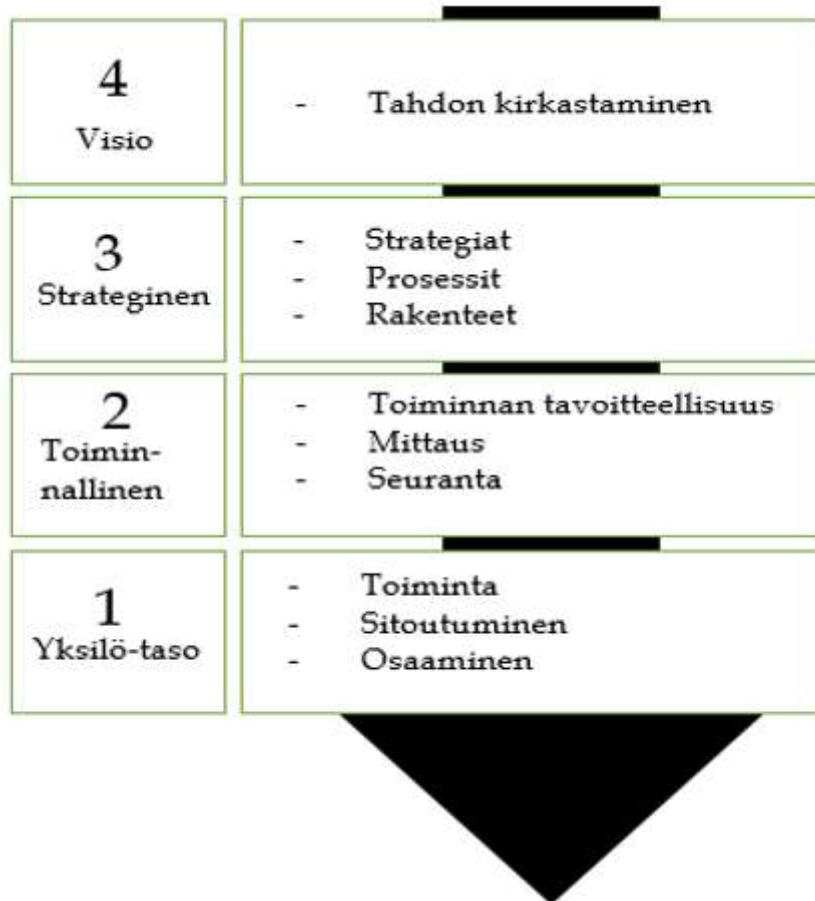 4
Visio
- Tahdon kirkastaminen
3
Strateginen
- Strategiat
- Prosessit
- Rakenteet
2
Toimin-
nallinen
- Toiminnan tavoitteellisuus
- Mittaus
- Seuranta
1
Yksilö-taso
- Toiminta
- Sitoutuminen
- Osaaminen